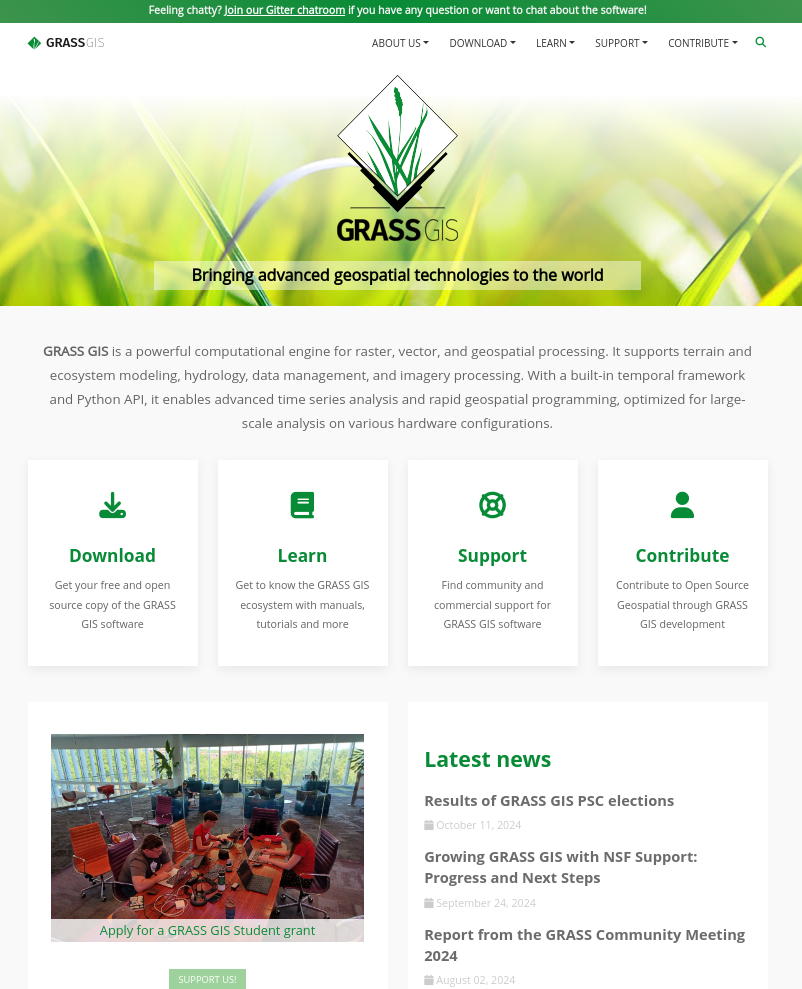 Feeling chatty? Join our Gitter chatroom if you have any question or want to chat about the software!
GRASSGIS
ABOUT US
DOWNLOAD
LEARN
SUPPORT
CONTRIBUTE
GRASS GIS
Bringing advanced geospatial technologies to the world
GRASS GIS is a powerful computational engine for raster, vector, and geospatial processing. It supports terrain and
ecosystem modeling, hydrology, data management, and imagery processing. With a built-in temporal framework
and Python API, it enables advanced time series analysis and rapid geospatial programming, optimized for large-
scale analysis on various hardware configurations.
Download
Get your free and open
source copy of the GRASS
GIS software
Learn
Get to know the GRASS GIS
ecosystem with manuals,
tutorials and more
Support
Find community and
commercial support for
GRASS GIS software
Contribute
Contribute to Open Source
Geospatial through GRASS
GIS development
Apply for a GRASS GIS Student grant
SUPPORT US!
Latest news
Results of GRASS GIS PSC elections
October 11, 2024
Growing GRASS GIS with NSF Support:
Progress and Next Steps
September 24, 2024
Report from the GRASS Community Meeting
2024
August 02, 2024